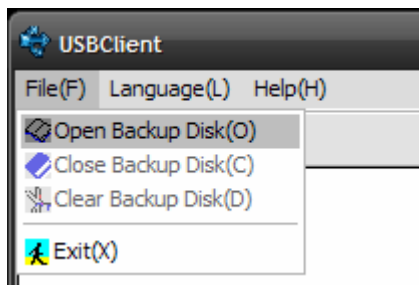 USBClient
File(F) Language(L) Help(H)
Open Backup Disk(O)
Close Backup Disk(C)
Clear Backup Disk(D)
Exit(X)